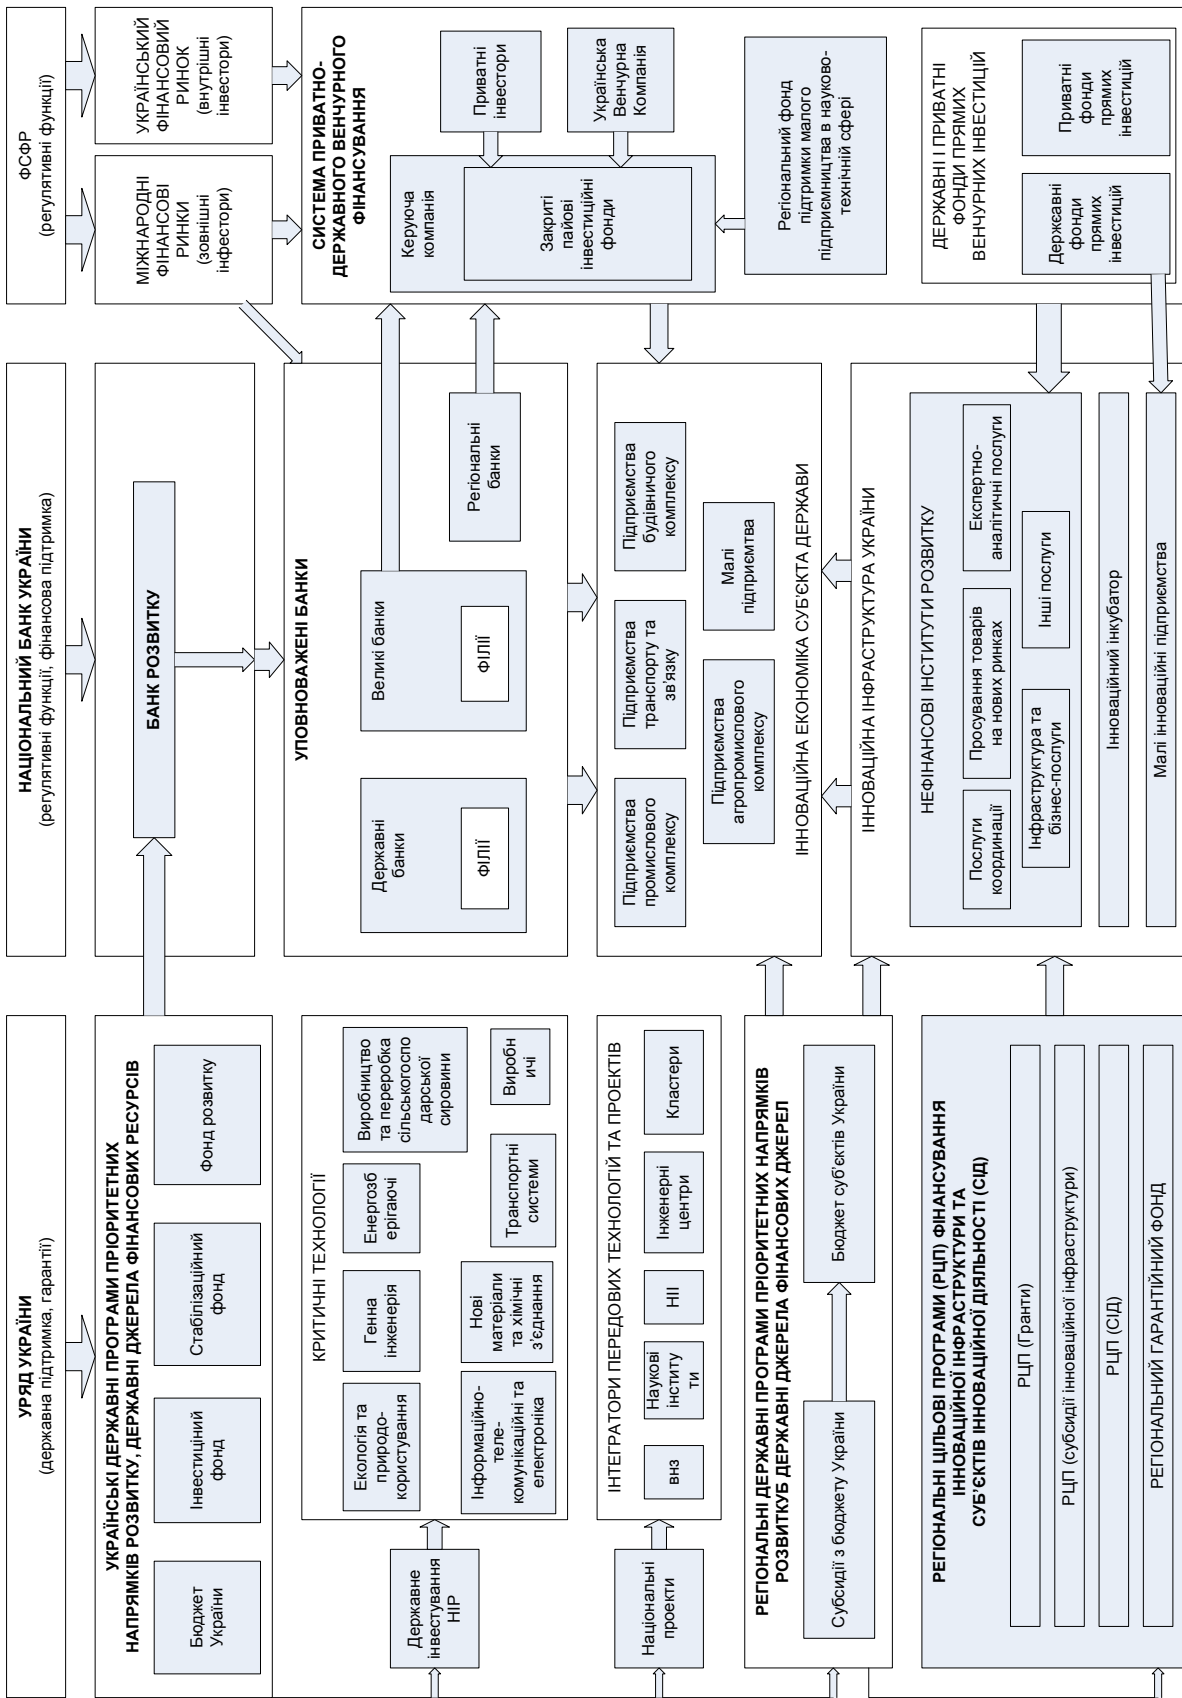 УРЯД УКРАЇНИ
(державна підтримка, гарантії)
НАЦІОНАЛЬНИЙ БАНК УКРАЇНИ
(регулятивні функції, фінансова підтримка)
ФСФР
(регулятивні функції)
УКРАЇНСЬКІ ДЕРЖАВНІ ПРОГРАМИ ПРІОРИТЕТНИХ
НАПРЯМКІВ РОЗВИТКУ, ДЕРЖАВНІ ДЖЕРЕЛА ФІНАНСОВИХ РЕСУРСІВ
Бюджет
України
Інвестиціний
фонд
Стабілізаційний
фонд
Фонд розвитку
БАНК РОЗВИТКУ
МІЖНАРОДНІ
ФІНАНСОВІ
РИНКИ
(зовнішні
інфестори)
УКРАЇНСЬКИЙ
ФІНАНСОВИЙ
РИНОК
(внутрішні
інвестори)
Державне
інвестування
НІР
КРИТИЧНІ ТЕХНОЛОГІЇ
Екологія та
природо-
користування
Генна
інженерія
Енергозб
ерігаючі
Виробництво
та переробка
сільськогоспо
дарської
сировини
Інформаційно-
теле-
комунікаційні та
електроніка
Нові
матеріали
та хімічні
з'єднання
Транспортні
системи
Виробн
ичі
УПОВНОВАЖЕНІ БАНКИ
Державні
банки
ФІЛІЇ
Великі банки
ФІЛІЇ
Регіональні
банки
СИСТЕМА ПРИВАТНО-
ДЕРЖАВНОГО ВЕНЧУРНОГО
ФІНАНСУВАННЯ
Керуюча
компанія
Закриті
пайові
інвестиційні
фонди
Приватні
інвестори
Українська
Венчурна
Компанія
Регіональний фонд
підтримки малого
підприємництва в науково-
технічній сфері
Національні
проекти
ІНТЕГРАТОРИ ПЕРЕДОВИХ ТЕХНОЛОГІЙ ТА ПРОЕКТІВ
внз
Наукові
інститу
ти
НІІ
Інженерні
центри
Кластери
Підприємства
промислового
комплексу
Підприємства
транспорту та
зв'язку
Підприємства
будівничого
комплексу
Підприємства
агропромислового
комплексу
Малі
підприємтва
ІННОВАЦІЙНА ЕКОНОМІКА СУБ'ЄКТА ДЕРЖАВИ
РЕГІОНАЛЬНІ ДЕРЖАВНІ ПРОГРАМИ ПРІОРИТЕТНИХ НАПРЯМКІВ
РОЗВИТКУБ ДЕРЖАВНІ ДЖЕРЕЛА ФІНАНСОВИХ ДЖЕРЕЛ
Субсидії з бюджету України
Бюджет суб'єктів України
ІННОВАЦІЙНА ІНФРАСТРУКТУРА УКРАЇНИ
НЕФІНАНСОВІ ІНСТИТУТИ РОЗВИТКУ
Послуги
координації
Просування товарів
на нових ринках
Експертно-
аналітичні послуги
Інфраструктура та
бізнес-послуги
Інші послуги
Інноваційний інкубатор
Малі інноваційні підприємства
ДЕРЖАВНІ І ПРИВАТНІ
ФОНДИ ПРЯМИХ
ВЕНЧУРНИХ ІНВЕСТИЦІЙ
Держєавні
фонди
прямих
інвестицій
Приватні
фонди
прямих
інвестицій
РЕГІОНАЛЬНІ ЦІЛЬОВІ ПРОГРАМИ (РЦП) ФІНАНСУВАННЯ
ІННОВАЦІЙНОЇ ІНФРАСТРУКТУРИ ТА
СУБ'ЄКТІВ ІННОВАЦІЙНОЇ ДІЯЛЬНОСТІ (СІД)
РЦП (Гранти)
РЦП (субсидії інноваційної інфрактуртури)
РЦП (СІД)
РЕГІОНАЛЬНИЙ ГАРАНТІЙНИЙ ФОНД